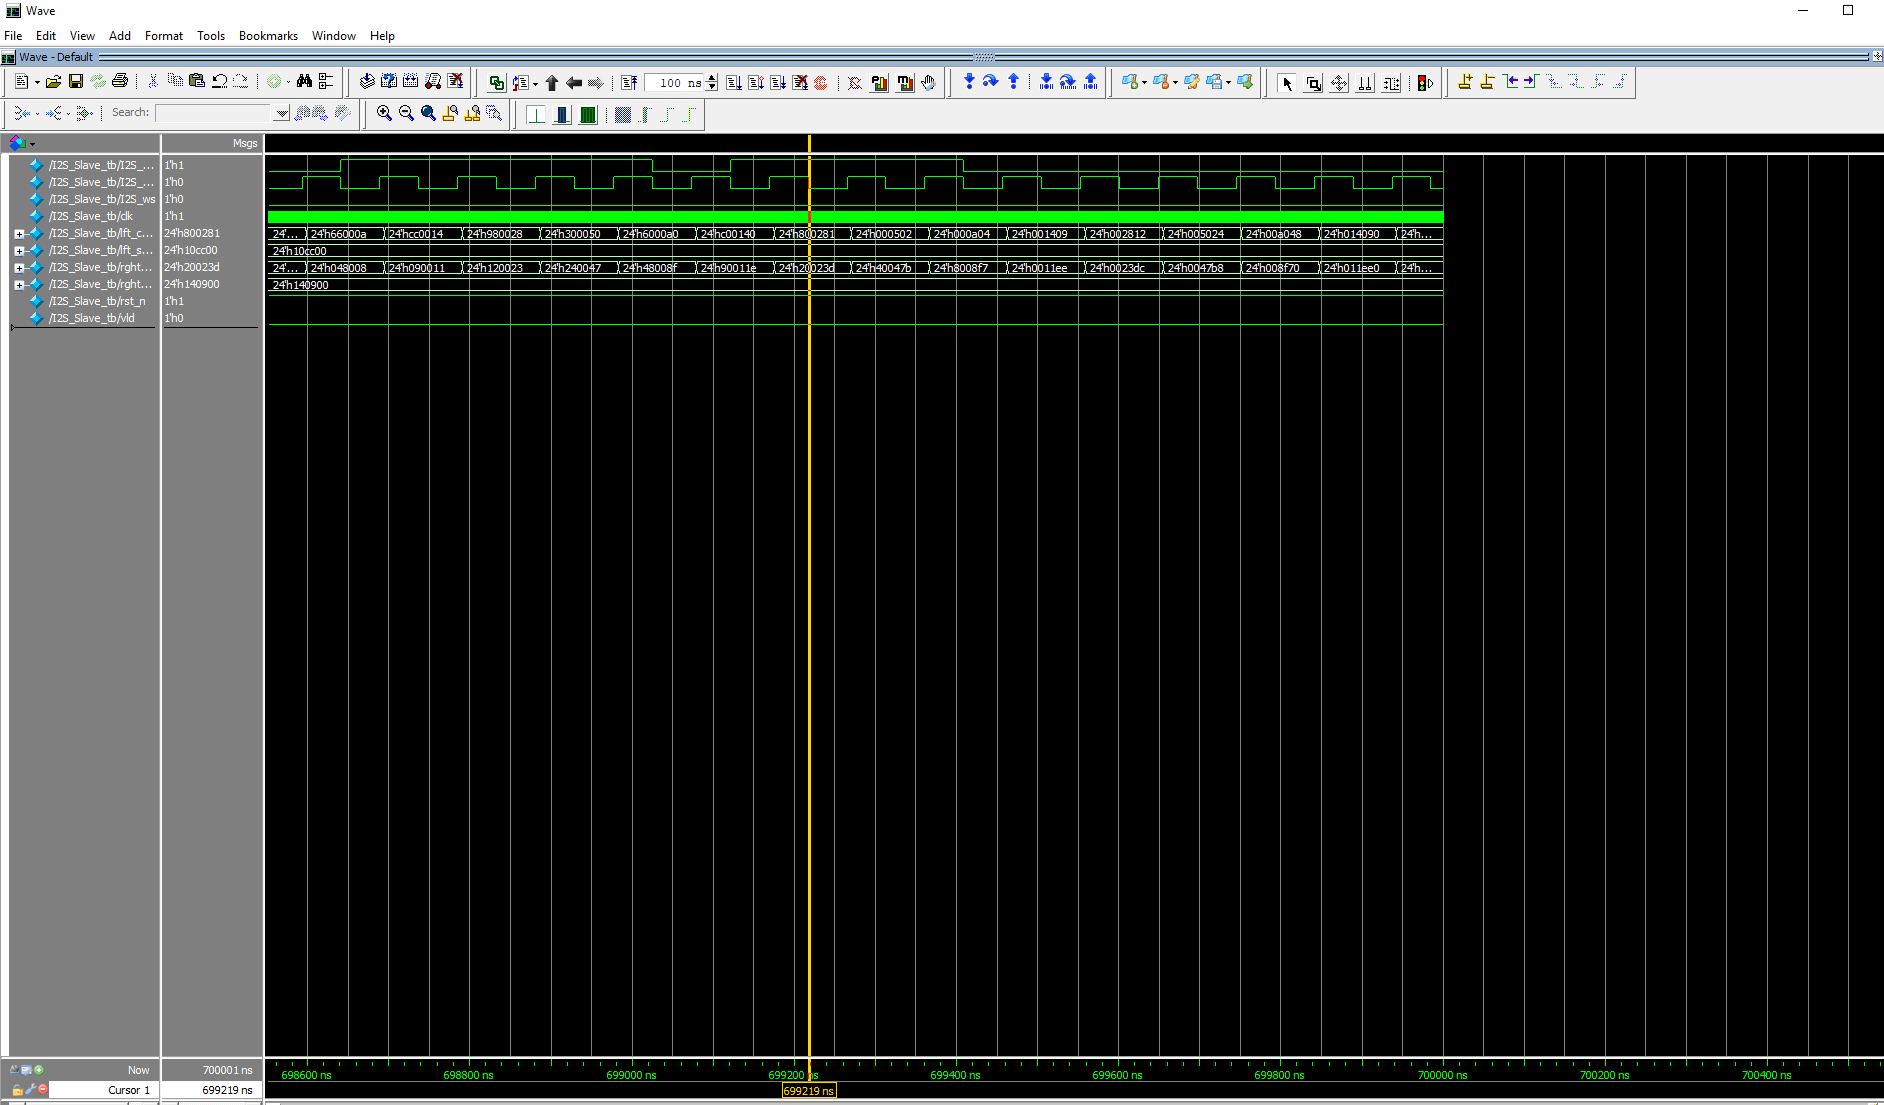 Wave
File Edit View Add Format Tools Bookmarks Window Help
Wave - Default
100 ns
Search:
Msgs
/I2S_Slave_tb/I2S_... 1'h1
/I2S_Slave_tb/I2S_... 1'h0
/I2S_Slave_tb/I2S_ws 1'h0
/I2S_Slave_tb/clk 1'h1
/I2S_Slave_tb/lft_c... 24'h800281 24'... 24'h66000a 24'hcc0014 24'h980028 24'h300050 24'h6000a0 24'hc00140 24'h800281 24'h000502 24'h000a04 24'h001409 24'h002812 24'h005024 24'h00a048 24'h014090 24'h...
/I2S_Slave_tb/lft_s... 24'h10cc00 24'h10cc00
/I2S_Slave_tb/rght... 24'h20023d 24'... 24'h048008 24'h090011 24'h120023 24'h240047 24'h48008f 24'h90011e 24'h20023d 24'h40047b 24'h8008f7 24'h0011ee 24'h0023dc 24'h0047b8 24'h008f70 24'h011ee0 24'h...
/I2S_Slave_tb/rght... 24'h140900 24'h140900
/I2S_Slave_tb/rst_n 1'h1
/I2S_Slave_tb/vld 1'h0
Now 700001 ns 698600 ns 698800 ns 699000 ns 699200 ns 699400 ns 699600 ns 699800 ns 700000 ns 700200 ns 700400 ns
Cursor 1 699219 ns 699219 ns